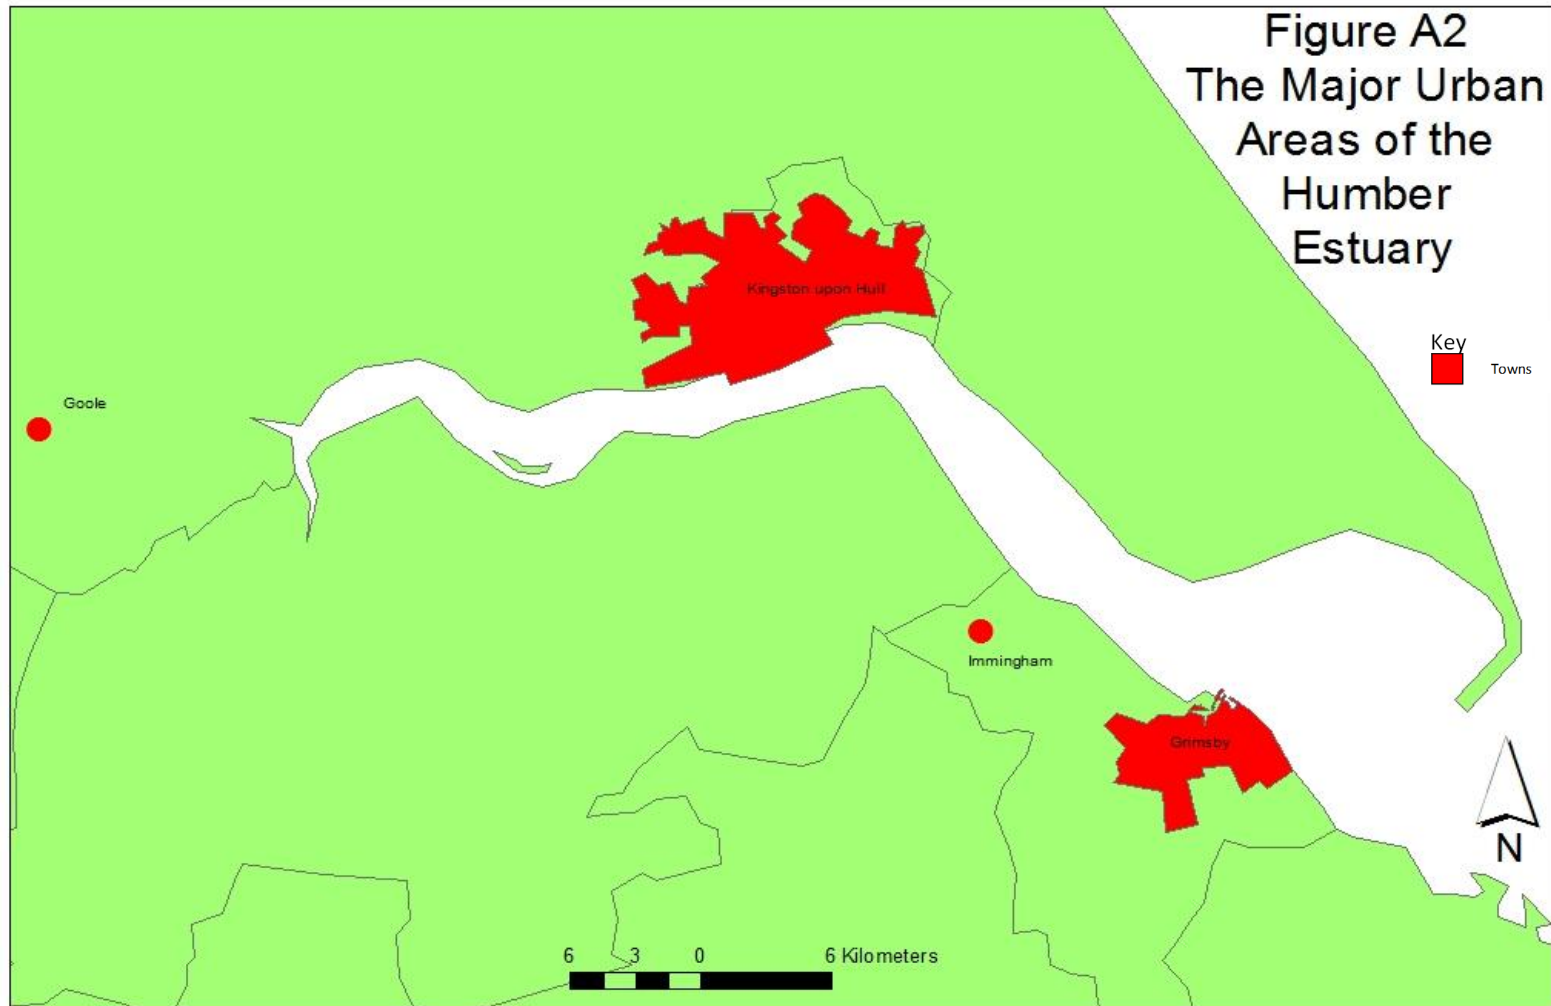 Figure A2
The Major Urban
Areas of the
Humber
Estuary
Kingston upon Hull
Key
Towns
Goole
Immingham
Grimsby
N
6 3 0 6 Kilometers